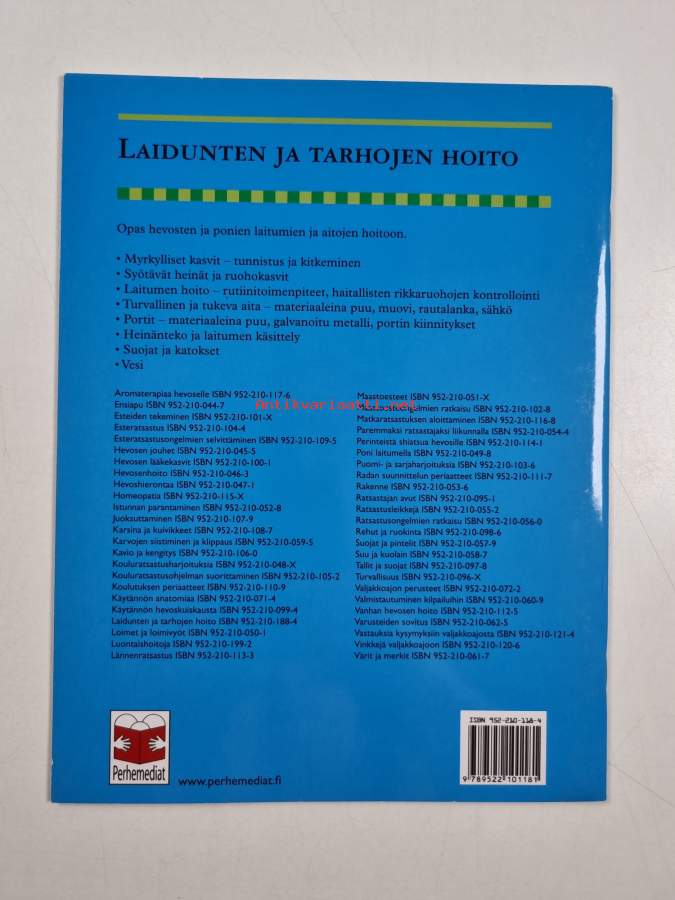 LAIDUNTEN JA TARHOJEN HOITO
Opas hevosten ja ponien laitumien ja aitojen hoitoon.
• Myrkylliset kasvit – tunnistus ja kitkeminen
• Syötävät heinät ja ruohokasvit
• Laitumen hoito – rutiinitoimenpiteet, haitallisten rikkaruohojen kontrollointi
• Turvallinen ja tukeva aita – materiaaleina puu, muovi, rautalanka, sähkö
• Portit – materiaaleina puu, galvanoitu metalli, portin kiinnitykset
• Heinänteko ja laitumen käsittely
• Suojat ja katokset
• Vesi
Aromaterapiaa hevoselle ISBN 952-210-117-6
Ensiapu ISBN 952-210-044-7
Esteiden tekeminen ISBN 952-210-101-X
Esteratsastus ISBN 952-210-104-4
Esteratsastusongelmien selvittäminen ISBN 952-210-109-5
Hevosen jouhet ISBN 952-210-045-5
Hevosen lääkekasvit ISBN 952-210-100-1
Hevosenhoito ISBN 952-210-046-3
Hevoshierontaa ISBN 952-210-047-1
Homeopatia ISBN 952-210-115-X
Istunnan parantaminen ISBN 952-210-052-8
Juoksuttaminen ISBN 952-210-107-9
Karsina ja kuivikkeet ISBN 952-210-108-7
Karvojen siistiminen ja klippaus ISBN 952-210-059-5
Kavio ja kengitys ISBN 952-210-106-0
Kouluratsastusharjoituksia ISBN 952-210-048-X
Kouluratsastusohjelman suorittaminen ISBN 952-210-105-2
Koulutuksen periaatteet ISBN 952-210-110-9
Käytännön anatomiaa ISBN 952-210-071-4
Käytännön hevoskuiskausta ISBN 952-210-099-4
Laidunten ja tarhojen hoito ISBN 952-210-188-4
Loimet ja loimivyöt ISBN 952-210-050-1
Luontaishoitoja ISBN 952-210-199-2
Lännenratsastus ISBN 952-210-113-3
Maastoesteet ISBN 952-210-051-X
ongelmien ratkaisu ISBN 952-210-102-8
Matkaratsastuksen aloittaminen ISBN 952-210-116-8
Paremmaksi ratsastajaksi liikunnalla ISBN 952-210-054-4
Perinteistä shiatsua hevosille ISBN 952-210-114-1
Poni laitumella ISBN 952-210-049-8
Puomi- ja sarjaharjoituksia ISBN 952-210-103-6
Radan suunnittelun periaatteet ISBN 952-210-111-7
Rakenne ISBN 952-210-053-6
Ratsastajan avut ISBN 952-210-095-1
Ratsastusleikkejä ISBN 952-210-055-2
Ratsastusongelmien ratkaisu ISBN 952-210-056-0
Rehut ja ruokinta ISBN 952-210-098-6
Suojat ja pintelit ISBN 952-210-057-9
Suu ja kuolain ISBN 952-210-058-7
Tallit ja suojat ISBN 952-210-097-8
Turvallisuus ISBN 952-210-096-X
Valjakkoajon perusteet ISBN 952-210-072-2
Valmistautuminen kilpailuihin ISBN 952-210-060-9
Vanhan hevosen hoito ISBN 952-210-112-5
Varusteiden sovitus ISBN 952-210-062-5
Vastauksia kysymyksiin valjakkoajosta ISBN 952-210-121-4
Vinkkejä valjakkoajoon ISBN 952-210-120-6
Värit ja merkit ISBN 952-210-061-7
Antikvariaatti.net
Perhemediat
www.perhemediat.fi
ISBN 952-210-118-4
9 789522 101181